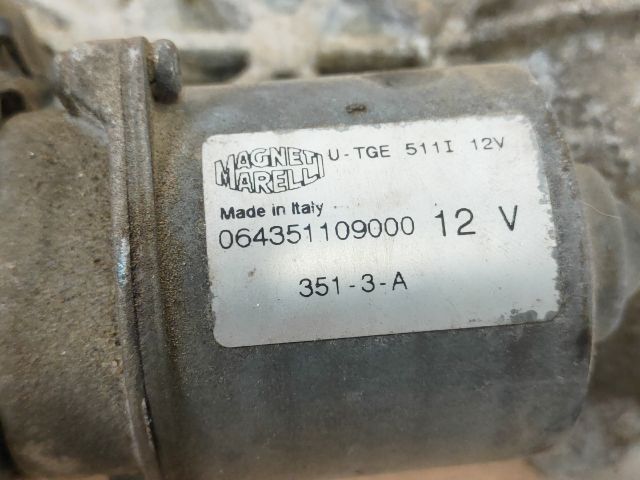 MAGNETI MARELLI
U-TGE 511I 12V
Made in Italy
064351109000 12 V
351-3-A